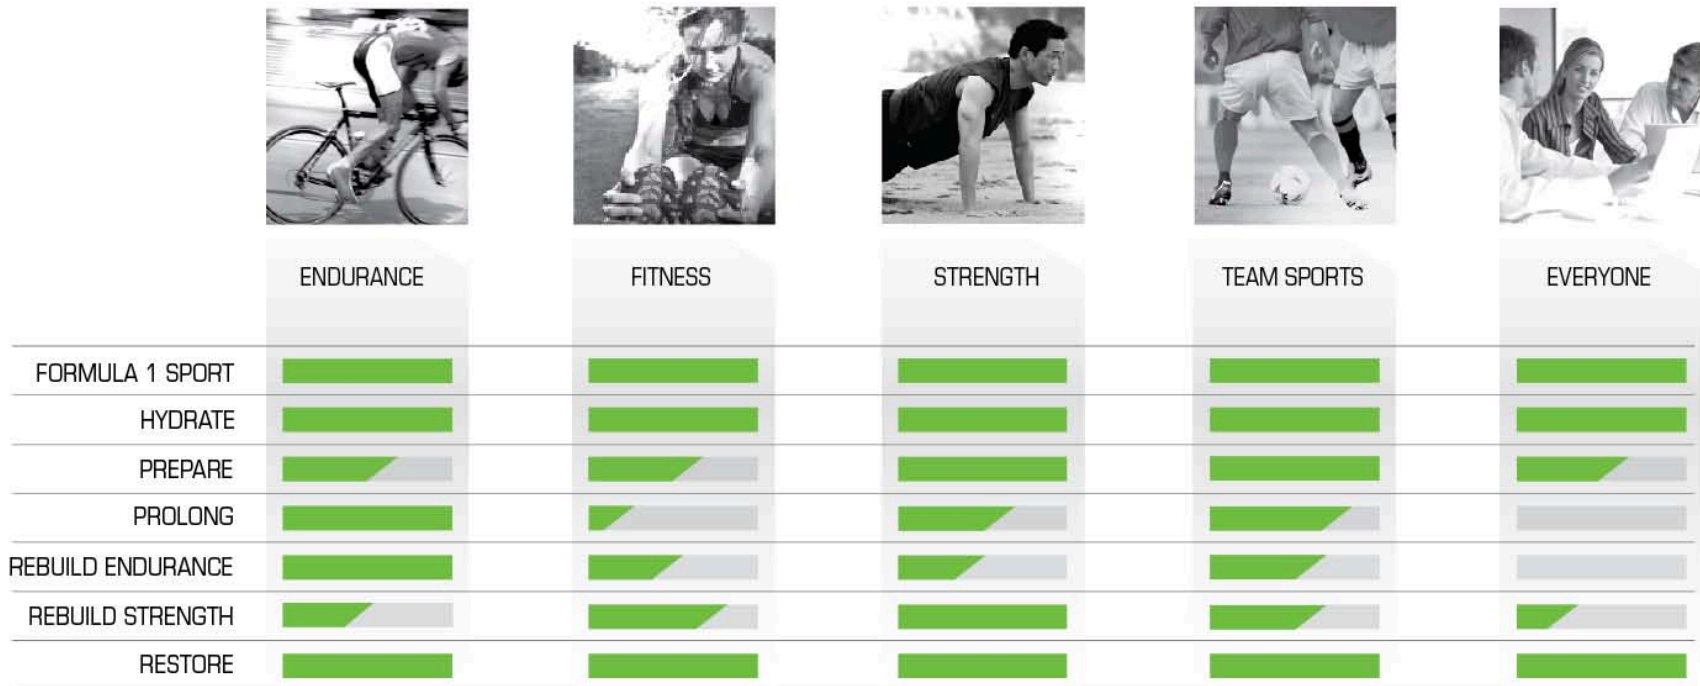 ENDURANCE FITNESS STRENGTH TEAM SPORTS EVERYONE
FORMULA 1 SPORT
HYDRATE
PREPARE
PROLONG
REBUILD ENDURANCE
REBUILD STRENGTH
RESTORE